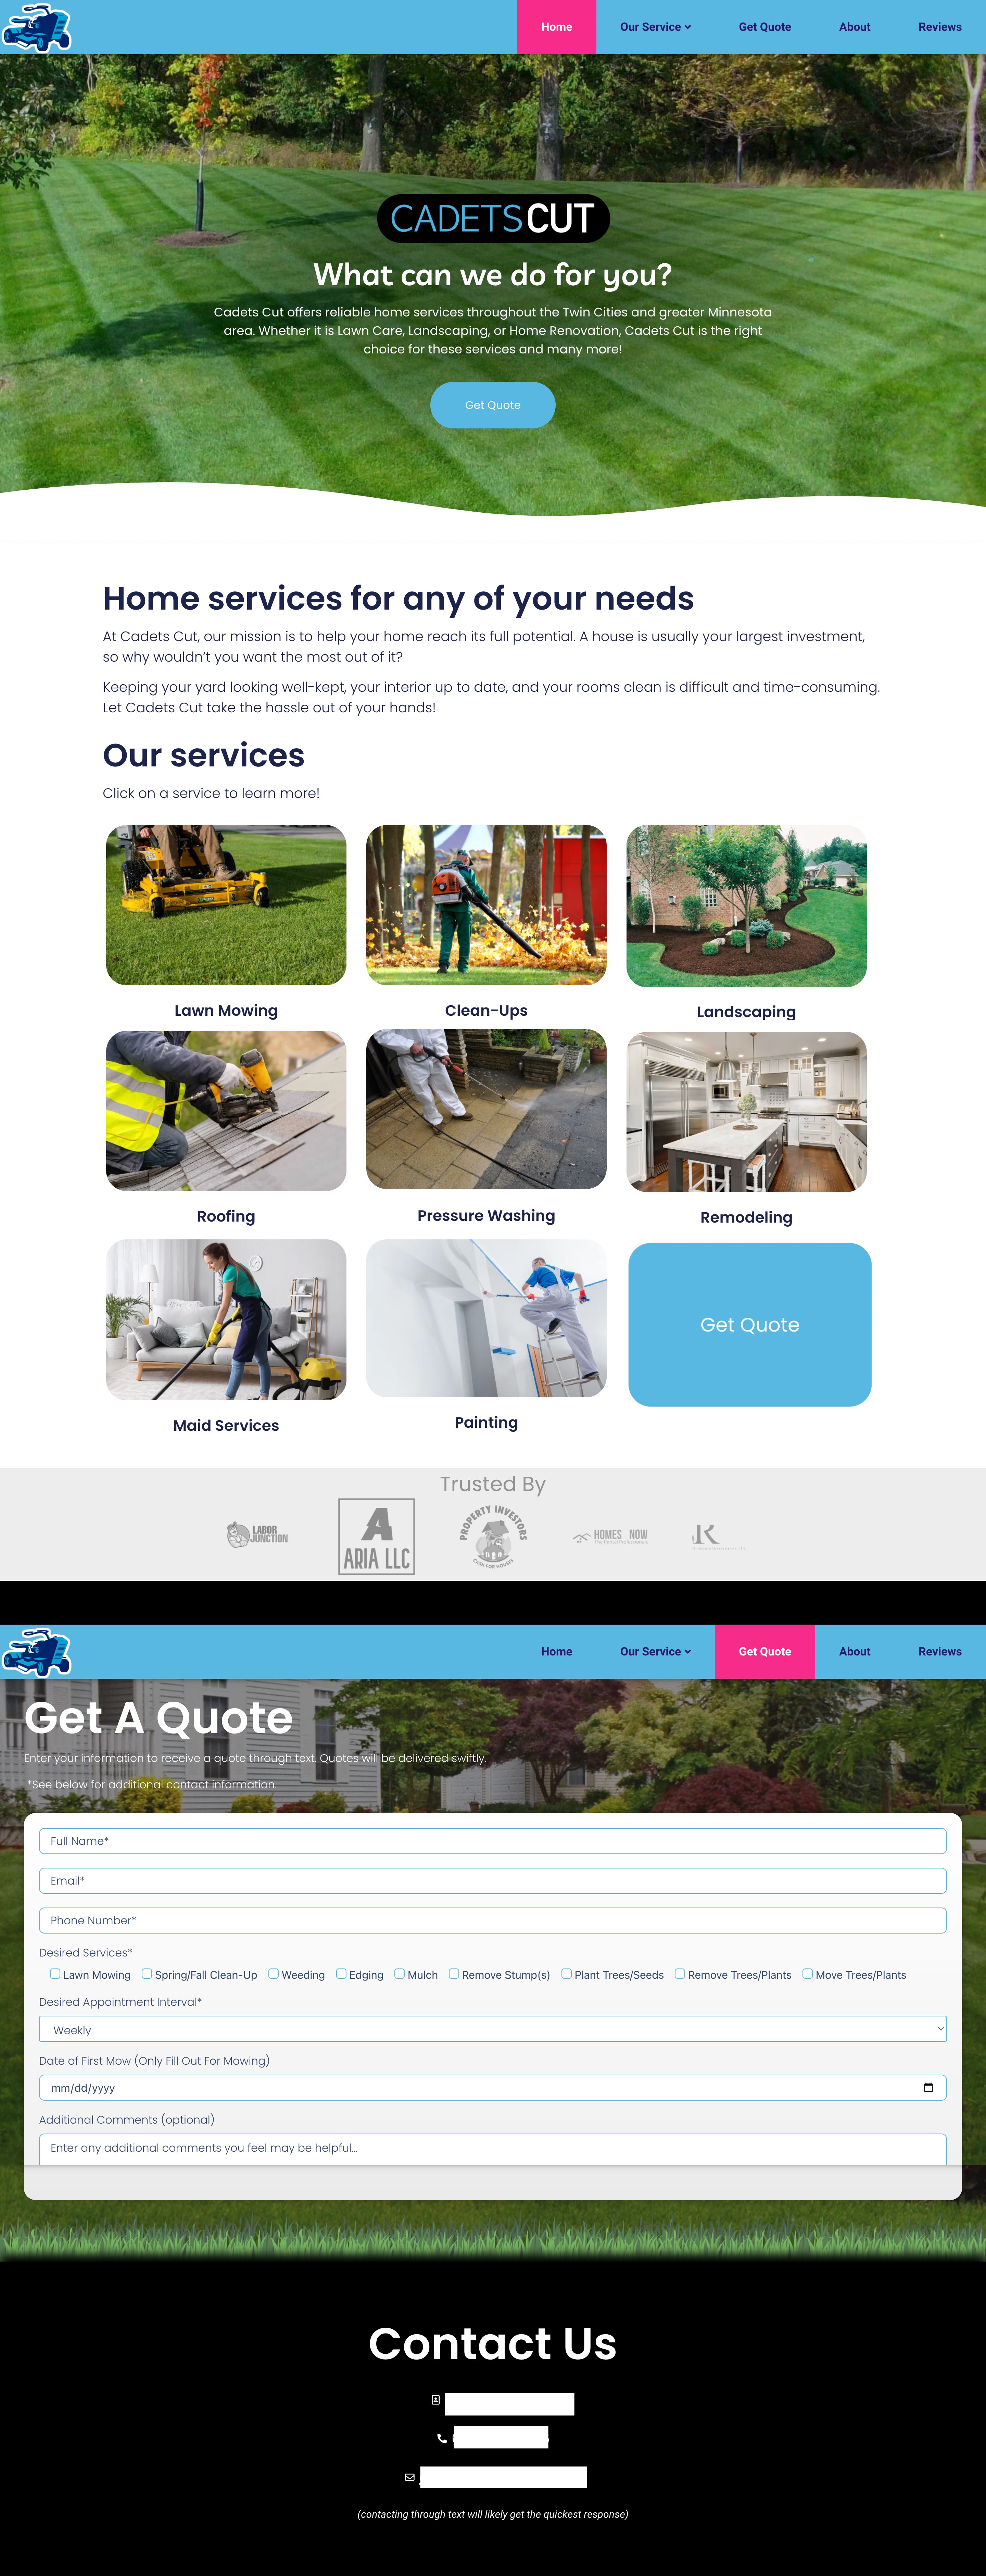 Home
Our Service
Get Quote
About
Reviews
CADETS CUT
What can we do for you?
Cadets Cut offers reliable home services throughout the Twin Cities and greater Minnesota
area. Whether it is Lawn Care, Landscaping, or Home Renovation, Cadets Cut is the right
choice for these services and many more!
Get Quote
Home services for any of your needs
At Cadets Cut, our mission is to help your home reach its full potential. A house is usually your largest investment,
so why wouldn't you want the most out of it?
Keeping your yard looking well-kept, your interior up to date, and your rooms clean is difficult and time-consuming.
Let Cadets Cut take the hassle out of your hands!
Our services
Click on a service to learn more!
Lawn Mowing
Clean-Ups
Landscaping
Roofing
Pressure Washing
Remodeling
Maid Services
Painting
Get Quote
Trusted By
LABOR
JUNCTION
A
ARIA LLC
PROPERTY INVESTORS
CASH FOR HOUSES
HOMES NOW
The Rental Professionals
K
Home
Our Service
Get Quote
About
Reviews
Get A Quote
Enter your information to receive a quote through text. Quotes will be delivered swiftly.
*See below for additional contact information.
Full Name*
Email*
Phone Number*
Desired Services*
Lawn Mowing Spring/Fall Clean-Up Weeding Edging Mulch Remove Stump(s) Plant Trees/Seeds Remove Trees/Plants Move Trees/Plants
Desired Appointment Interval*
Weekly
Date of First Mow (Only Fill Out For Mowing)
mm/dd/yyyy
Additional Comments (optional)
Enter any additional comments you feel may be helpful...
Contact Us
(contacting through text will likely get the quickest response)